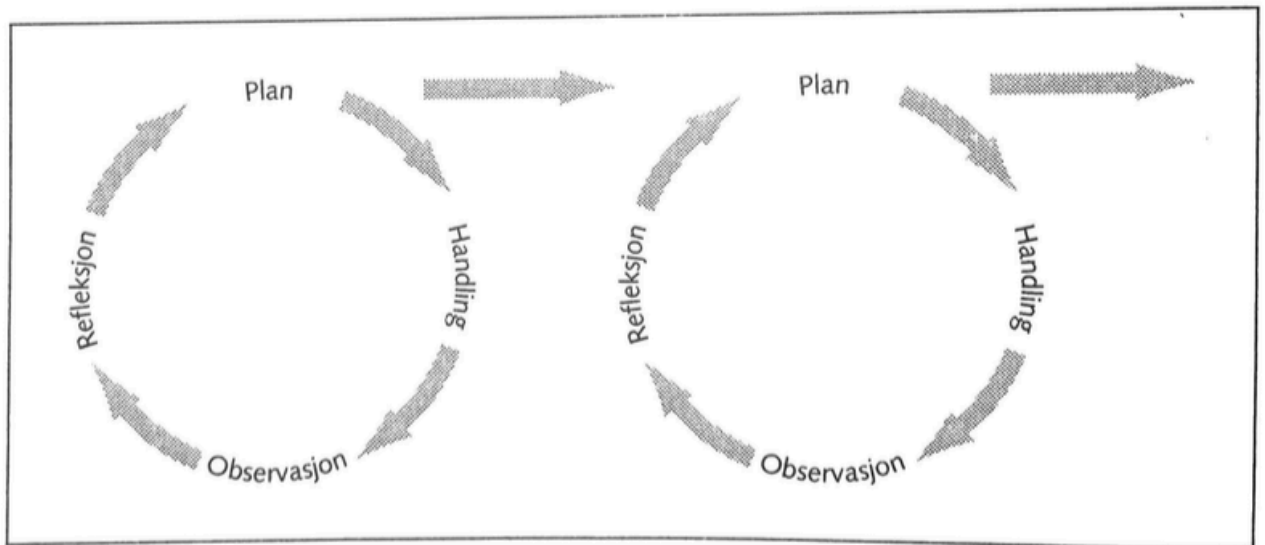 Plan
Handling
Observasjon
Refleksjon
Plan
Handling
Observasjon
Refleksjon